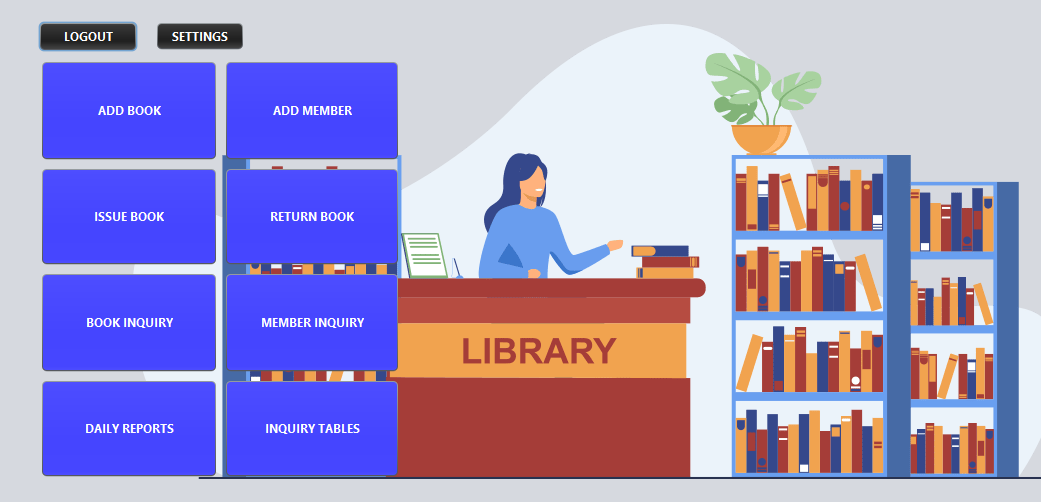 LOGOUT
SETTINGS
ADD BOOK
ADD MEMBER
ISSUE BOOK
RETURN BOOK
BOOK INQUIRY
MEMBER INQUIRY
LIBRARY
DAILY REPORTS
INQUIRY TABLES